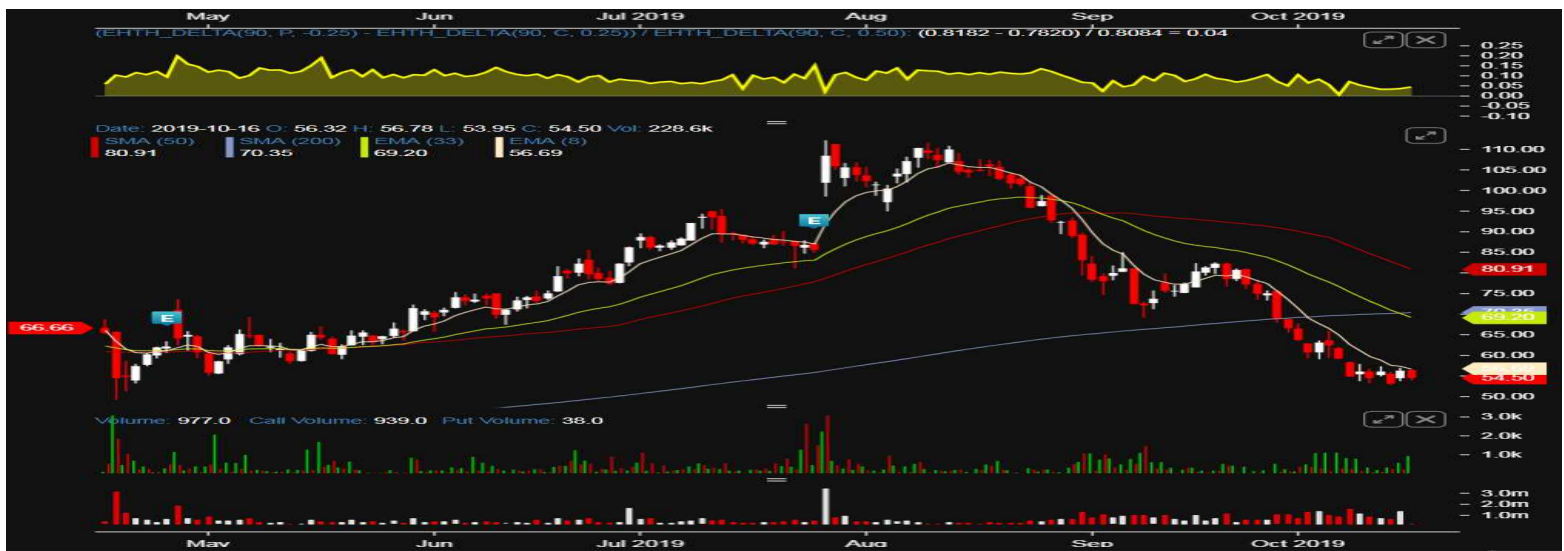 May Jun Jul 2019 Aug Sep Oct 2019
(EHTH_DELTA(90, P, -0.25) - EHTH_DELTA(90, C, 0.25)) / EHTH_DELTA(90, C, 0.50): (0.8182 - 0.7820) / 0.8084 = 0.04
0.25
0.20
0.15
0.10
0.05
0.00
-0.05
-0.10
Date: 2019-10-16 O: 56.32 H: 56.78 L: 53.95 C: 54.50 Vol: 228.6k
SMA (50) SMA (200) EMA (33) EMA (8)
80.91 70.35 69.20 56.69
110.00
105.00
100.00
95.00
E
90.00
85.00
80.91
75.00
70.35
69.20
E
66.66
65.00
60.00
54.50
50.00
Volume: 977.0 Call Volume: 939.0 Put Volume: 38.0
3.0k
2.0k
1.0k
3.0m
2.0m
1.0m
May Jun Jul 2019 Aug Sep Oct 2019